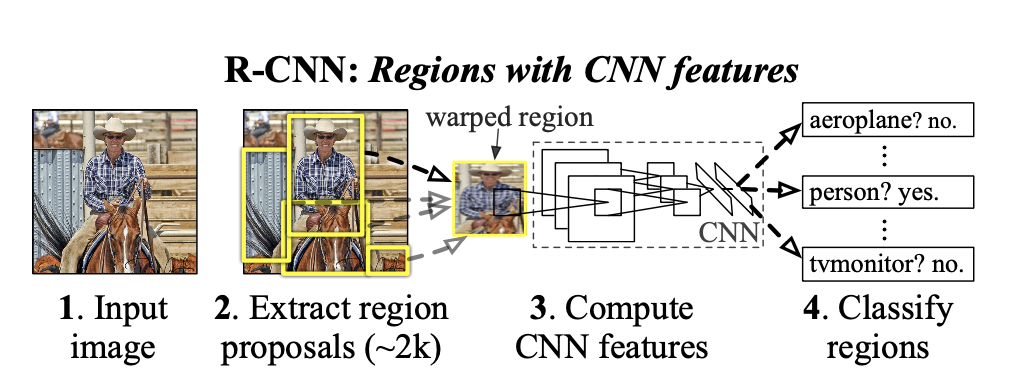 R-CNN: Regions with CNN features
warped region
aeroplane? no.
person? yes.
tvmonitor? no.
CNN
1. Input
image
2. Extract region
proposals (~2k)
3. Compute
CNN features
4. Classify
regions